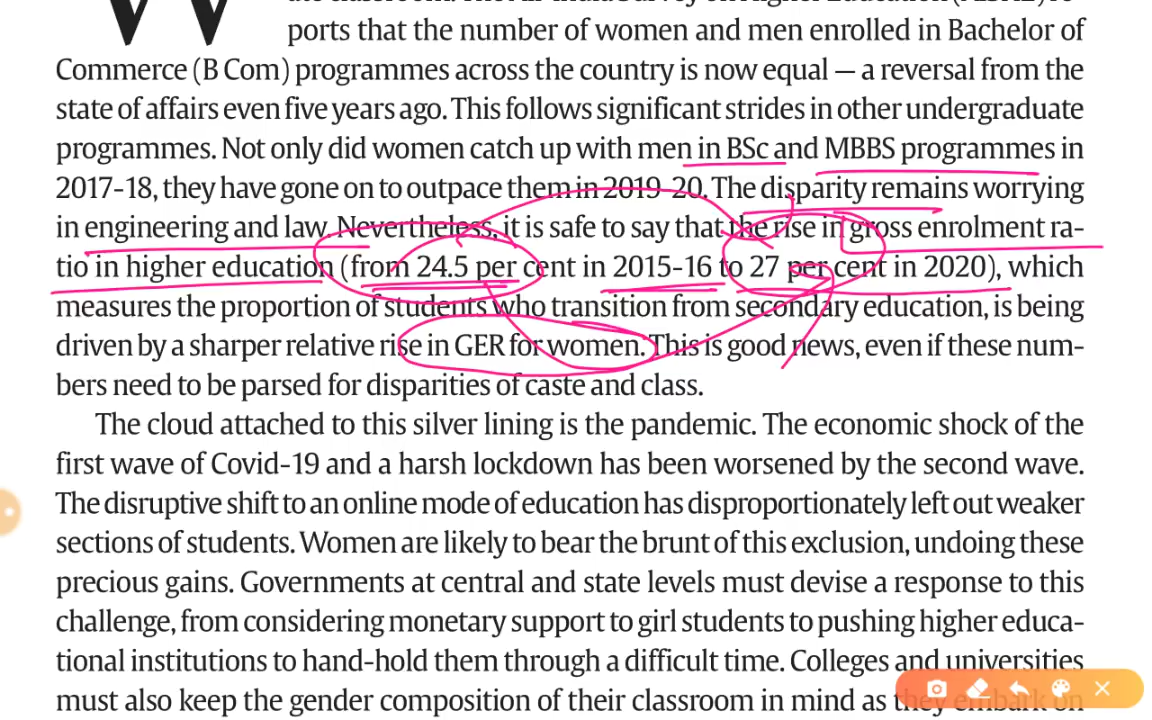 W
ports that the number of women and men enrolled in Bachelor of
Commerce (B Com) programmes across the country is now equal — a reversal from the
state of affairs even five years ago. This follows significant strides in other undergraduate
programmes. Not only did women catch up with men in BSc and MBBS programmes in
2017-18, they have gone on to outpace them in 2019-20. The disparity remains worrying
in engineering and law. Nevertheless, it is safe to say that the rise in gross enrolment ra-
tio in higher education (from 24.5 per cent in 2015-16 to 27 per cent in 2020), which
measures the proportion of students who transition from secondary education, is being
driven by a sharper relative rise in GER for women. This is good news, even if these num-
bers need to be parsed for disparities of caste and class.
The cloud attached to this silver lining is the pandemic. The economic shock of the
first wave of Covid-19 and a harsh lockdown has been worsened by the second wave.
The disruptive shift to an online mode of education has disproportionately left out weaker
sections of students. Women are likely to bear the brunt of this exclusion, undoing these
precious gains. Governments at central and state levels must devise a response to this
challenge, from considering monetary support to girl students to pushing higher educa-
tional institutions to hand-hold them through a difficult time. Colleges and universities
must also keep the gender composition of their classroom in mind as they embark on